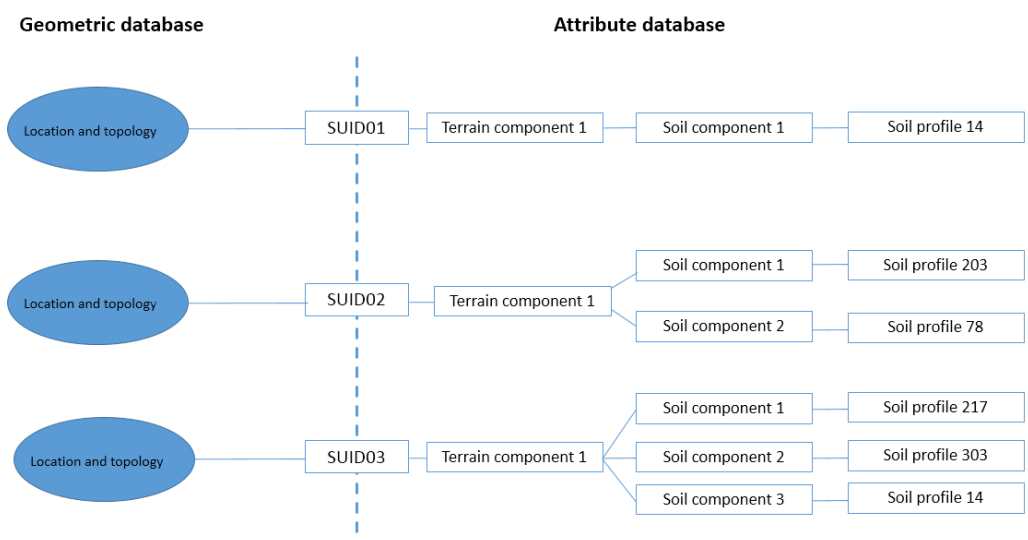 Geometric database
Attribute database
Location and topology
SUID01
Terrain component 1
Soil component 1
Soil profile 14
Location and topology
SUID02
Terrain component 1
Soil component 1
Soil profile 203
Soil component 2
Soil profile 78
Location and topology
SUID03
Terrain component 1
Soil component 1
Soil profile 217
Soil component 2
Soil profile 303
Soil component 3
Soil profile 14